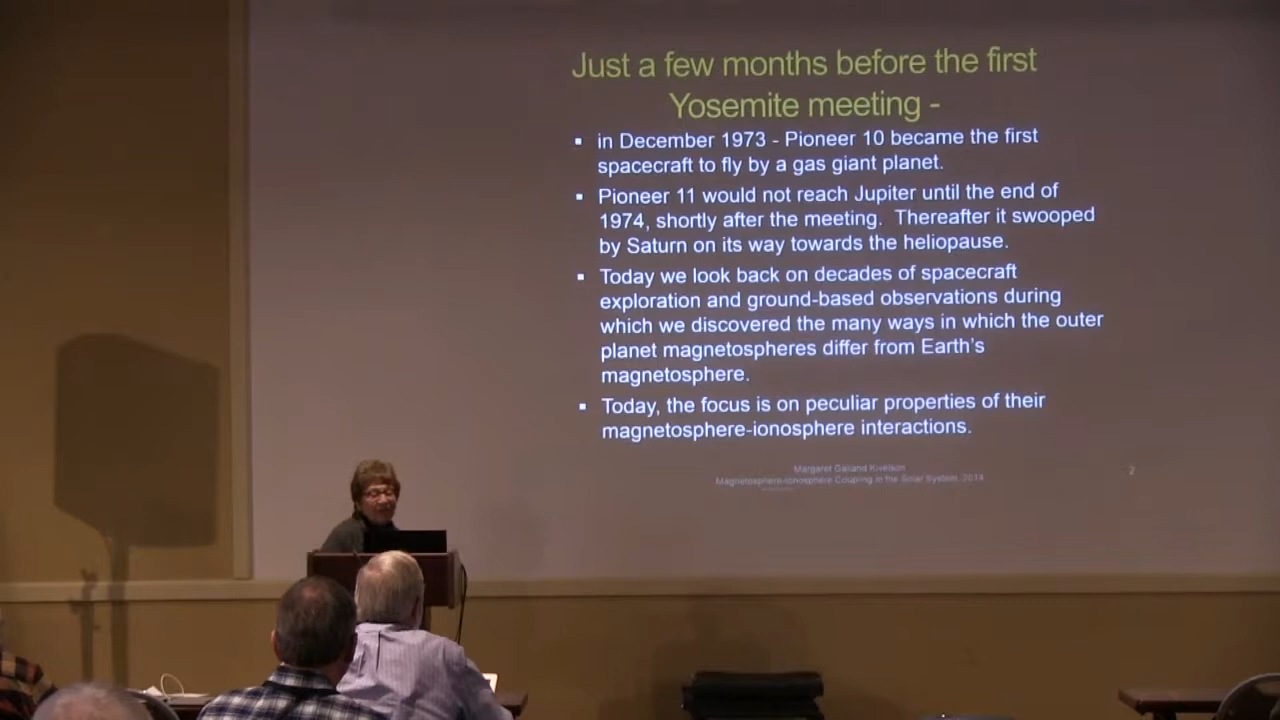 Just a few months before the first
Yosemite meeting -
▪ in December 1973 - Pioneer 10 became the first
spacecraft to fly by a gas giant planet.
▪ Pioneer 11 would not reach Jupiter until the end of
1974, shortly after the meeting. Thereafter it swooped
by Saturn on its way towards the heliopause.
▪ Today we look back on decades of spacecraft
exploration and ground-based observations during
which we discovered the many ways in which the outer
planet magnetospheres differ from Earth's
magnetosphere.
▪ Today, the focus is on peculiar properties of their
magnetosphere-ionosphere interactions.
Margaret Galland Kivelson
Magnetosphere-Ionosphere Coupling in the Solar System, 2014
2